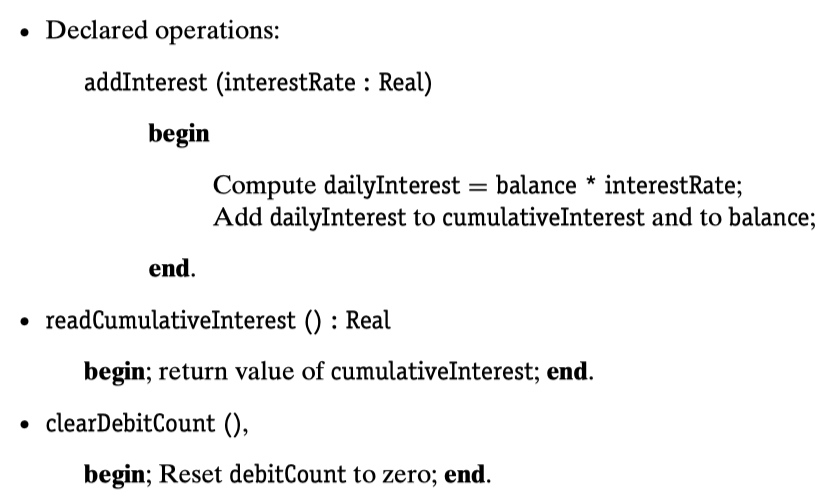 • Declared operations:
addInterest (interestRate : Real)
begin
Compute dailyInterest = balance * interestRate;
Add dailyInterest to cumulativeInterest and to balance;
end.
• readCumulativeInterest () : Real
begin; return value of cumulativeInterest; end.
• clearDebitCount (),
begin; Reset debitCount to zero; end.